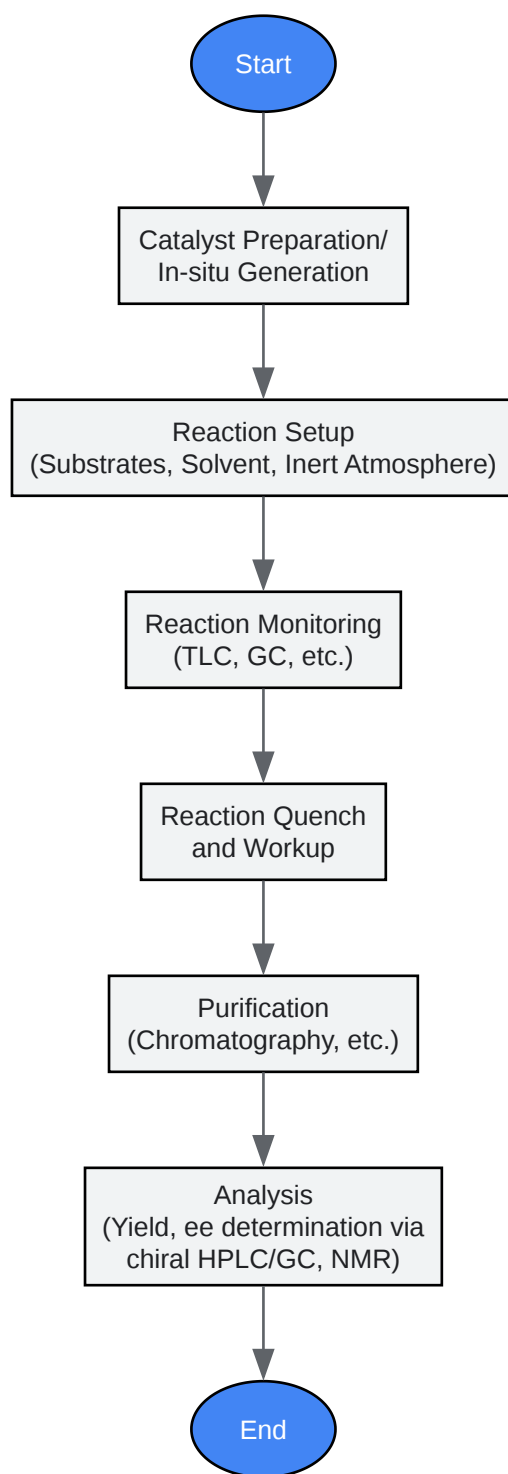 Start
Catalyst Preparation/
In-situ Generation
Reaction Setup
(Substrates, Solvent, Inert Atmosphere)
Reaction Monitoring
(TLC, GC, etc.)
Reaction Quench
and Workup
Purification
(Chromatography, etc.)
Analysis
(Yield, ee determination via
chiral HPLC/GC, NMR)
End